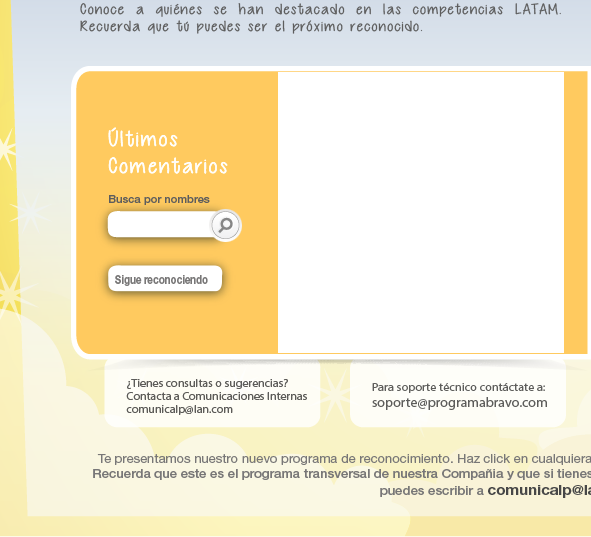 Conoce a quiénes se han destacado en las competencias LATAM.
Recuerda que tú puedes ser el próximo reconocido.
Últimos
Comentarios
Busca por nombres
Sigue reconociendo
¿Tienes consultas o sugerencias?
Contacta a Comunicaciones Internas
comunicalp@lan.com
Para soporte técnico contáctate a:
soporte@programabravo.com
Te presentamos nuestro nuevo programa de reconocimiento. Haz click en cualquiera
Recuerda que este es el programa transversal de nuestra Compañia y que si tienes
puedes escribir a comunicalp@la